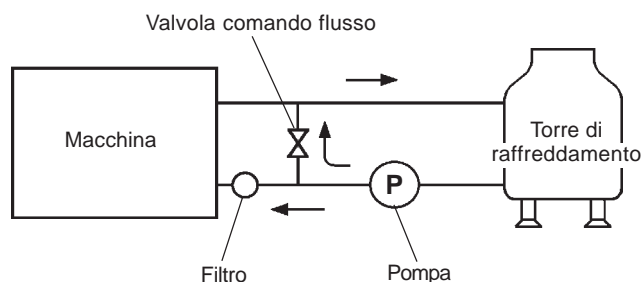 Valvola comando flusso
Macchina
Torre di
raffreddamento
P
Filtro
Pompa